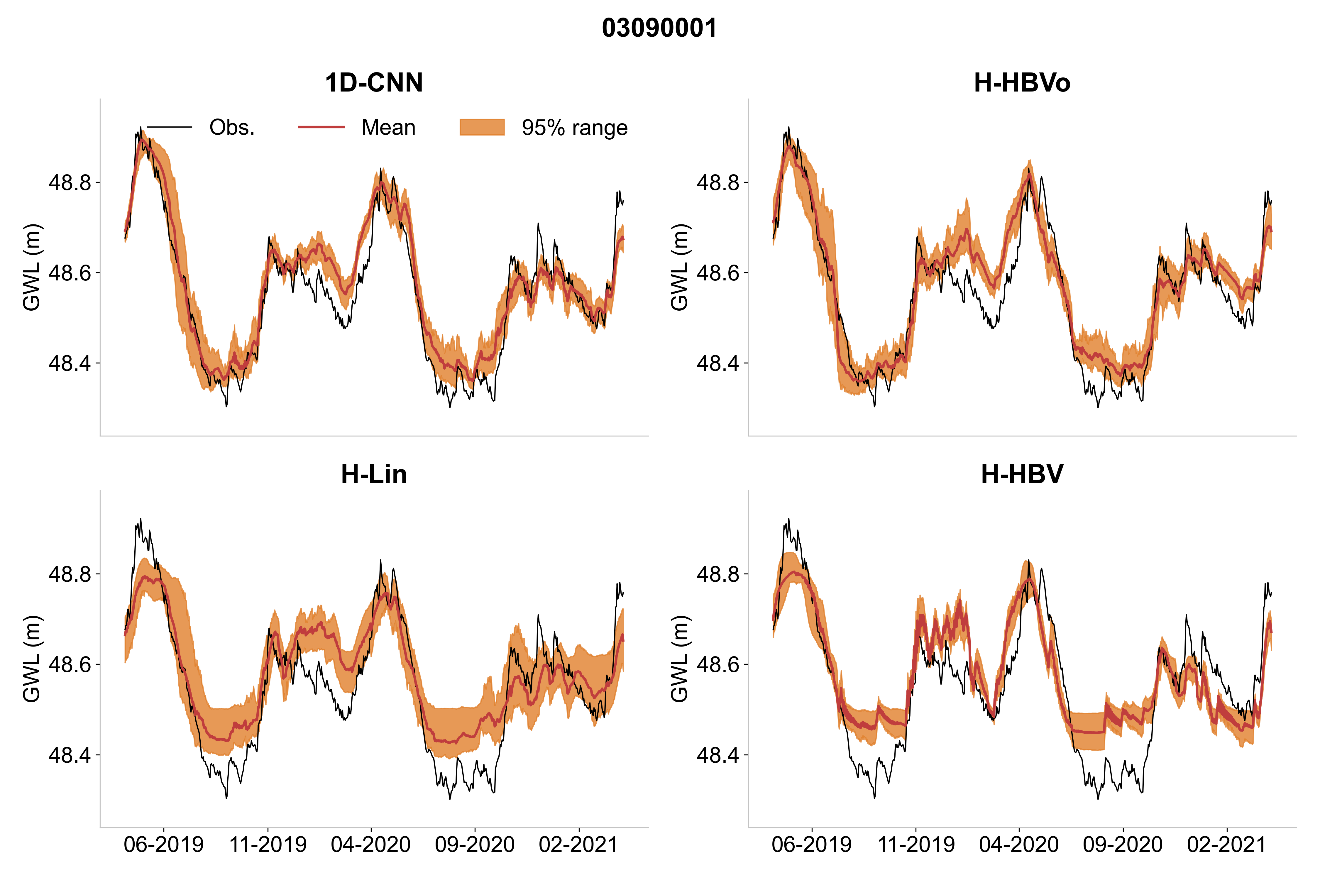 03090001
1D-CNN
Obs. Mean 95% range
GWL (m)
48.8
48.6
48.4
H-HBVo
GWL (m)
48.8
48.6
48.4
H-Lin
GWL (m)
48.8
48.6
48.4
06-2019 11-2019 04-2020 09-2020 02-2021
H-HBV
GWL (m)
48.8
48.6
48.4
06-2019 11-2019 04-2020 09-2020 02-2021